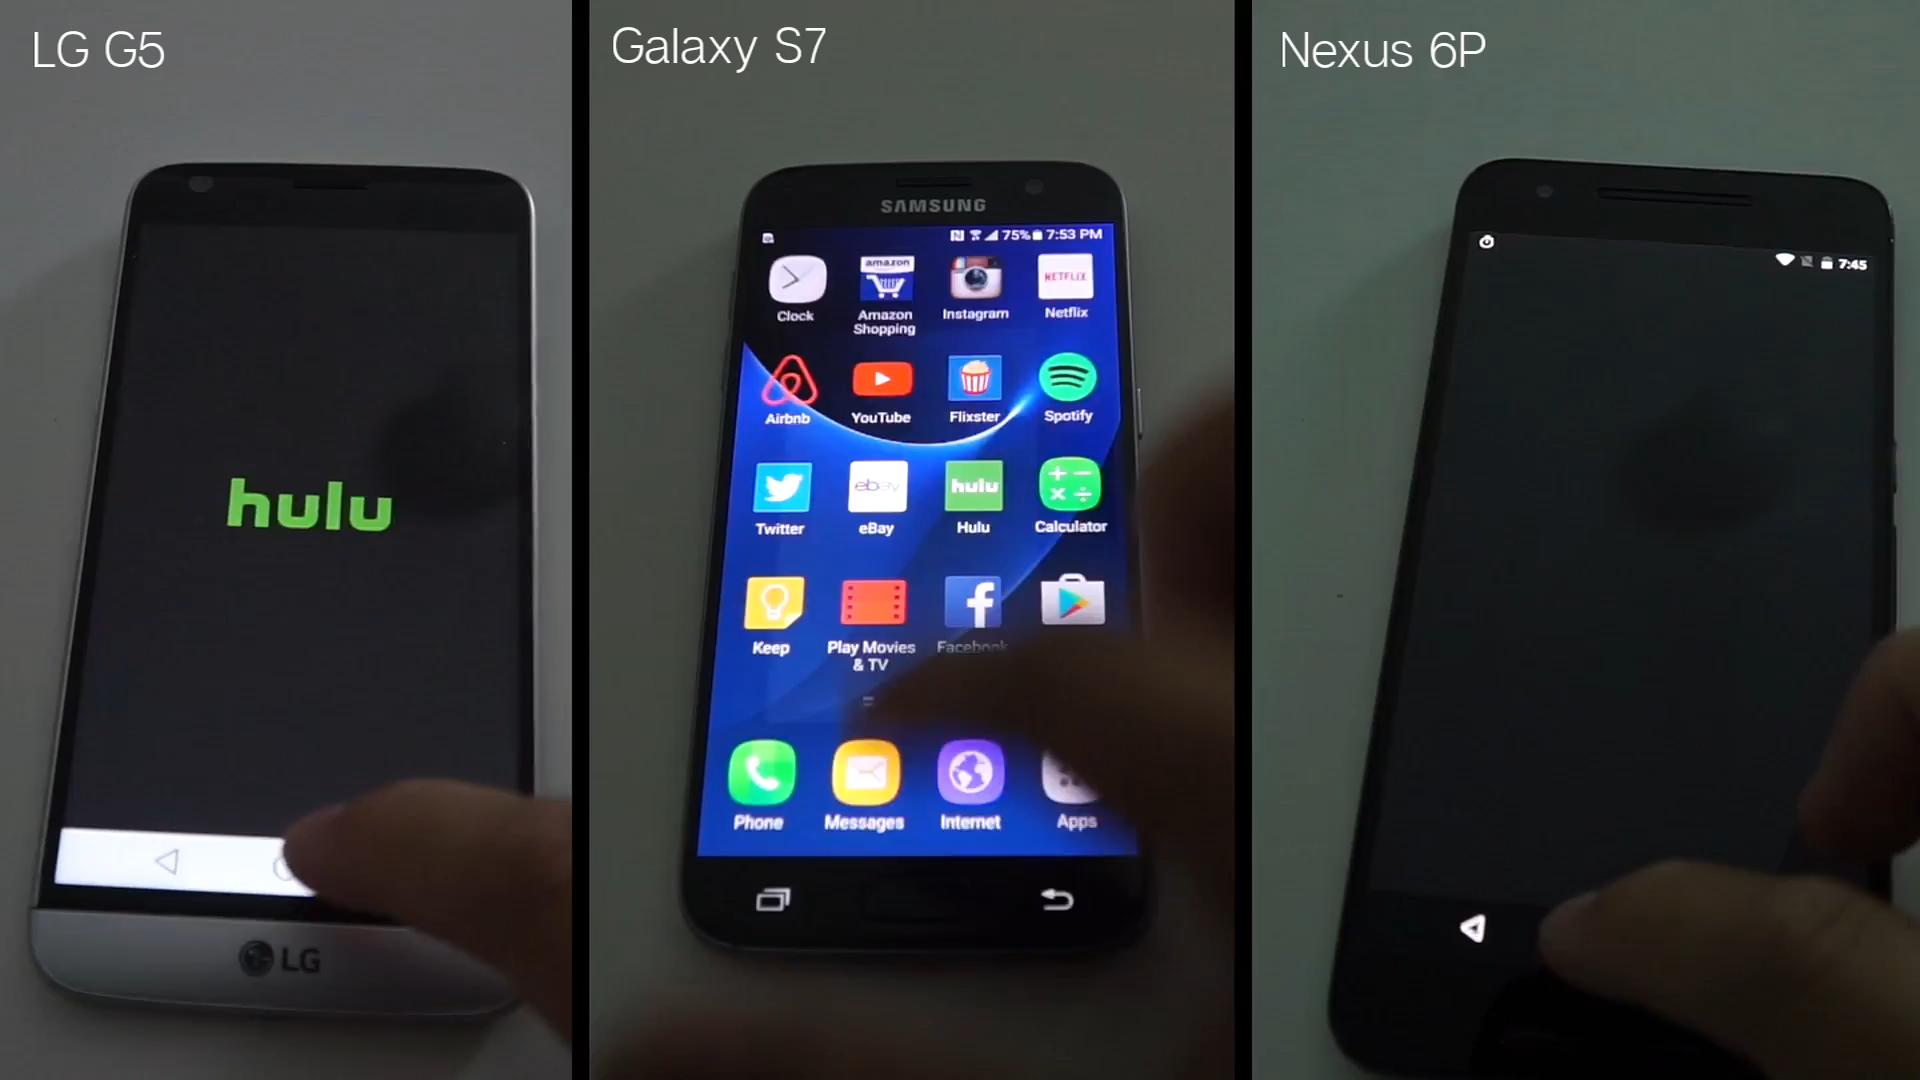 LG G5
Galaxy S7
Nexus 6P
hulu
LG
SAMSUNG
75% 7:53 PM
amazon
NETFLIX
Clock
Amazon Shopping
Instagram
Netflix
Airbnb
YouTube
Flixster
Spotify
ebay
hulu
Twitter
eBay
Hulu
Calculator
Keep
Play Movies & TV
Facebook
Phone
Messages
Internet
Apps
7:45